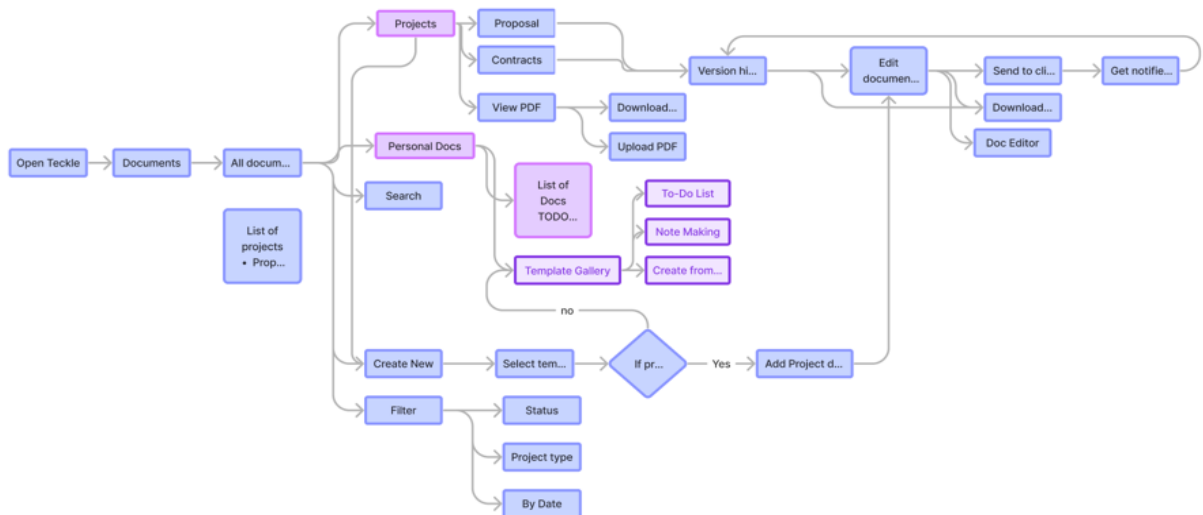 Projects
Proposal
Contracts
View PDF
Download...
Upload PDF
Version hi...
Edit
documen...
Send to cli...
Get notifie...
Download...
Doc Editor
Open Teckle
Documents
All docum...
Personal Docs
Search
List of
projects
• Prop...
List of
Docs
TODO...
To-Do List
Note Making
Template Gallery
Create from...
no
Create New
Select tem...
If pr...
Yes
Add Project d...
Filter
Status
Project type
By Date